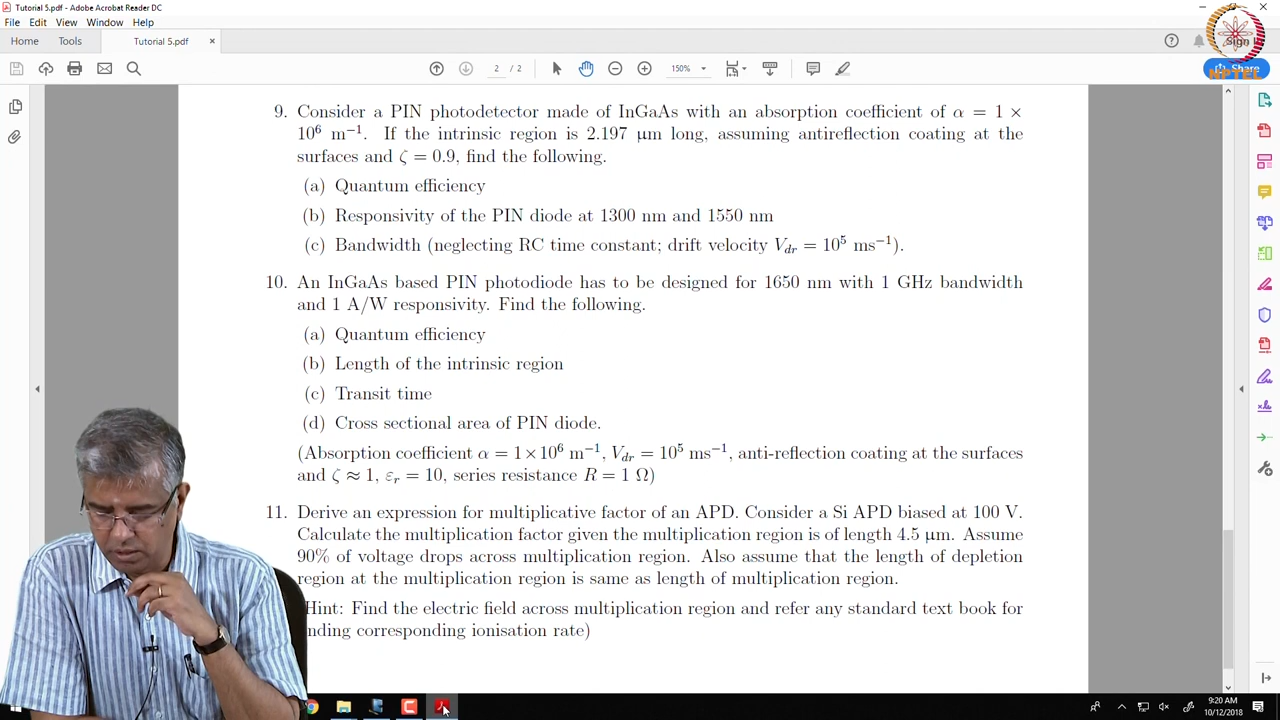 Tutorial 5.pdf - Adobe Acrobat Reader DC
File Edit View Window Help
Home Tools Tutorial 5.pdf × Sign In
2 / 150% Share
NPTEL
9. Consider a PIN photodetector made of InGaAs with an absorption coefficient of α = 1 ×
10⁶ m⁻¹. If the intrinsic region is 2.197 µm long, assuming antireflection coating at the
surfaces and ζ = 0.9, find the following.
(a) Quantum efficiency
(b) Responsivity of the PIN diode at 1300 nm and 1550 nm
(c) Bandwidth (neglecting RC time constant; drift velocity V_dr = 10⁵ ms⁻¹).
10. An InGaAs based PIN photodiode has to be designed for 1650 nm with 1 GHz bandwidth
and 1 A/W responsivity. Find the following.
(a) Quantum efficiency
(b) Length of the intrinsic region
(c) Transit time
(d) Cross sectional area of PIN diode.
(Absorption coefficient α = 1×10⁶ m⁻¹, V_dr = 10⁵ ms⁻¹, anti-reflection coating at the surfaces
and ζ ≈ 1, ε_r = 10, series resistance R = 1 Ω)
11. Derive an expression for multiplicative factor of an APD. Consider a Si APD biased at 100 V.
Calculate the multiplication factor given the multiplication region is of length 4.5 µm. Assume
90% of voltage drops across multiplication region. Also assume that the length of depletion
region at the multiplication region is same as length of multiplication region.
Hint: Find the electric field across multiplication region and refer any standard text book for
nding corresponding ionisation rate)
9:20 AM
10/12/2018